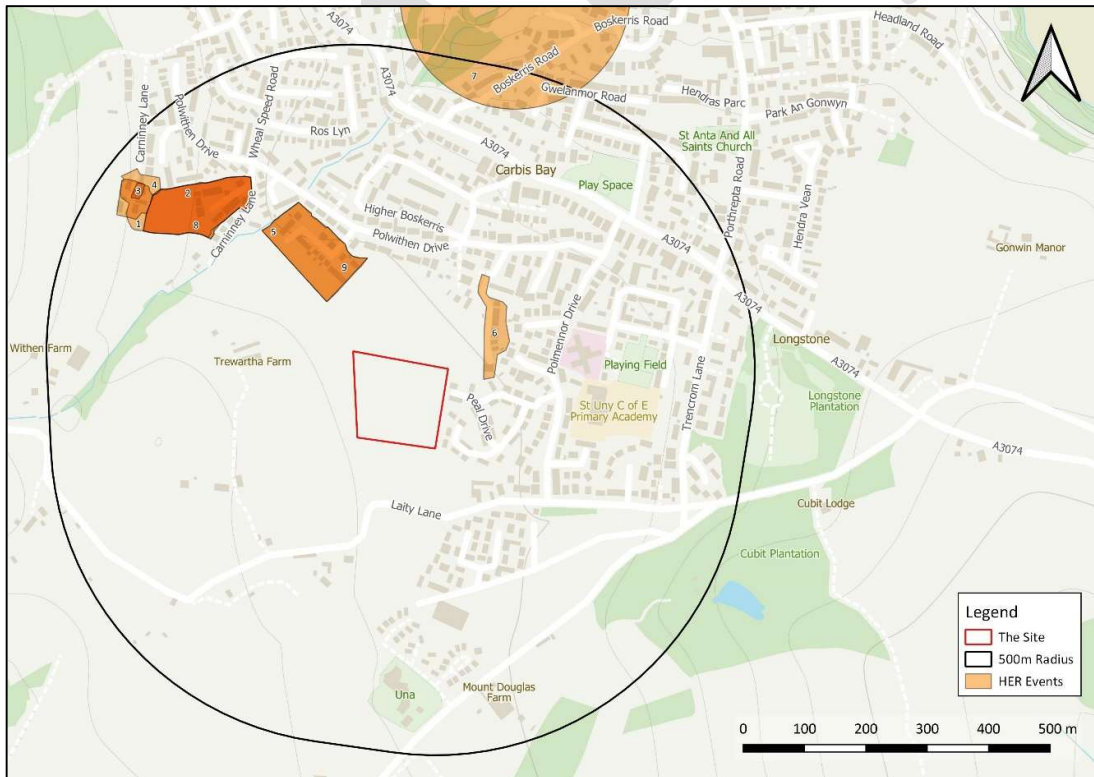 Boskerris Road
Headland Road
A3074
A3074
7
Boskerris Road
Gwelanmor Road
Hendras Parc
Park An Gonwyn
Carninney Lane
Polwithen Drive
Wheal Speed Road
Ros Lyn
A3074
St Anta And All
Saints Church
Carbis Bay
Play Space
Porthrepta Road
Hendra Vean
3
4
2
1
8
Carninney Lane
Higher Boskerris
Polwithen Drive
5
9
A3074
Gonwin Manor
A3074
6
Polmennor Drive
Longstone
Withen Farm
Trewartha Farm
Playing Field
A3074
Peal Drive
St Uny C of E
Primary Academy
Trencrom Lane
Longstone
Plantation
A3074
Laity Lane
Cubit Lodge
Cubit Plantation
Una
Mount Douglas
Farm
Legend
The Site
500m Radius
HER Events
0 100 200 300 400 500 m